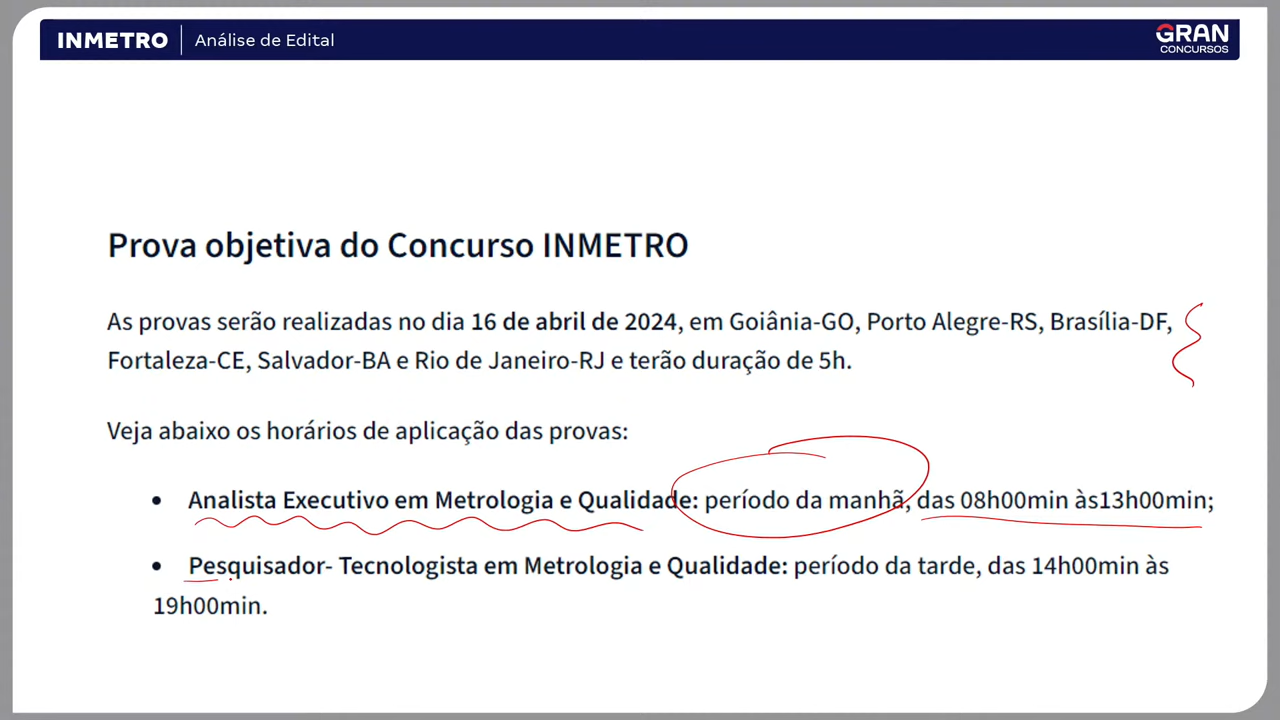 INMETRO | Análise de Edital
GRAN
CONCURSOS
Prova objetiva do Concurso INMETRO
As provas serão realizadas no dia 16 de abril de 2024, em Goiânia-GO, Porto Alegre-RS, Brasília-DF,
Fortaleza-CE, Salvador-BA e Rio de Janeiro-RJ e terão duração de 5h.
Veja abaixo os horários de aplicação das provas:
• Analista Executivo em Metrologia e Qualidade: período da manhã, das 08h00min às13h00min;
• Pesquisador- Tecnologista em Metrologia e Qualidade: período da tarde, das 14h00min às
19h00min.